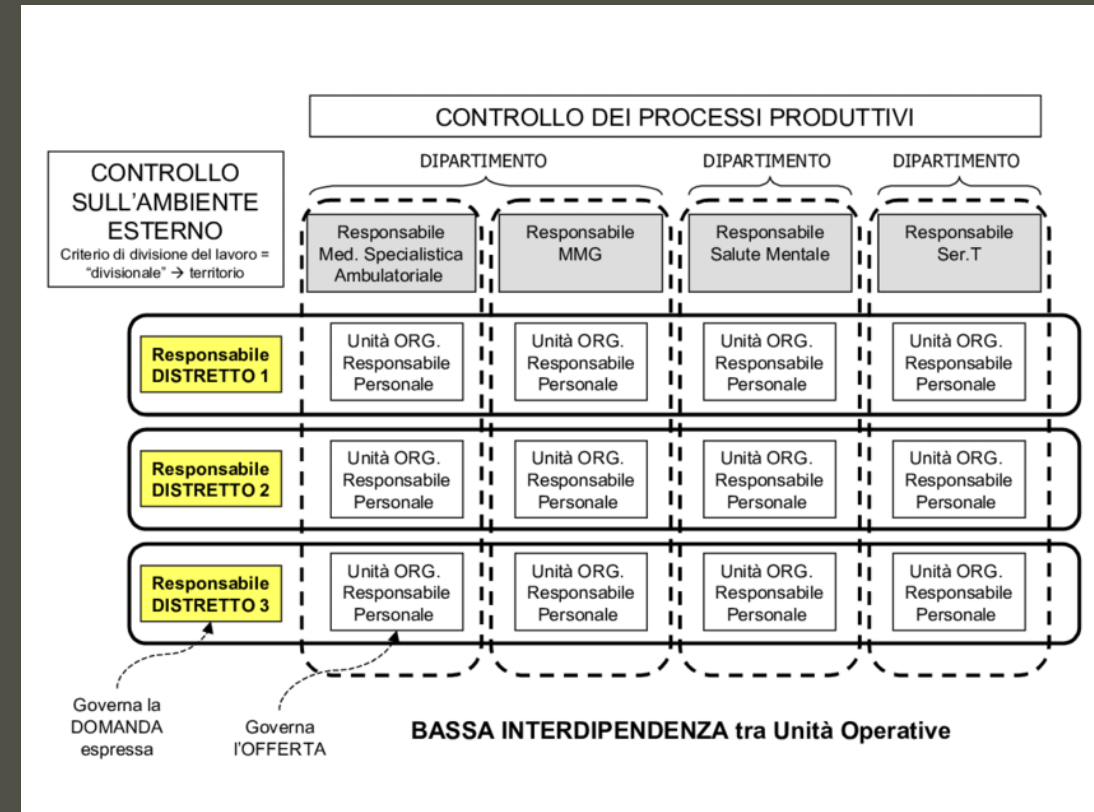 CONTROLLO DEI PROCESSI PRODUTTIVI
CONTROLLO
SULL'AMBIENTE
ESTERNO
Criterio di divisione del lavoro =
"divisionale" → territorio
DIPARTIMENTO
DIPARTIMENTO
DIPARTIMENTO
Responsabile
Med. Specialistica
Ambulatoriale
Responsabile
MMG
Responsabile
Salute Mentale
Responsabile
Ser.T
Responsabile
DISTRETTO 1
Unità ORG.
Responsabile
Personale
Unità ORG.
Responsabile
Personale
Unità ORG.
Responsabile
Personale
Unità ORG.
Responsabile
Personale
Responsabile
DISTRETTO 2
Unità ORG.
Responsabile
Personale
Unità ORG.
Responsabile
Personale
Unità ORG.
Responsabile
Personale
Unità ORG.
Responsabile
Personale
Responsabile
DISTRETTO 3
Unità ORG.
Responsabile
Personale
Unità ORG.
Responsabile
Personale
Unità ORG.
Responsabile
Personale
Unità ORG.
Responsabile
Personale
Governa la
DOMANDA
espressa
Governa
l'OFFERTA
BASSA INTERDIPENDENZA tra Unità Operative